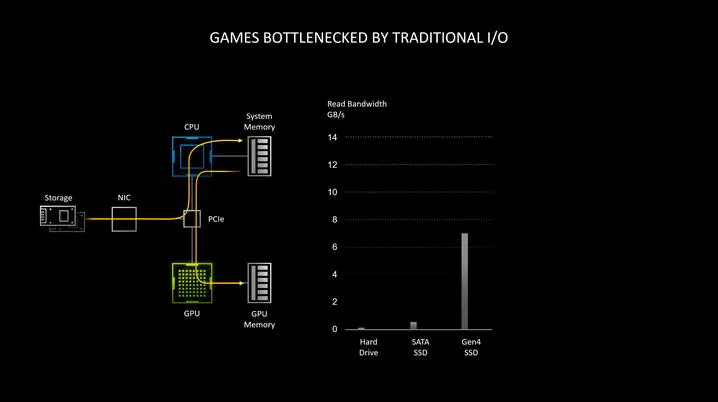 GAMES BOTTLENECKED BY TRADITIONAL I/O
System
Memory
CPU
Storage
NIC
PCIe
GPU
GPU
Memory
Read Bandwidth
GB/s
14
12
10
8
6
4
2
0
Hard
Drive
SATA
SSD
Gen4
SSD